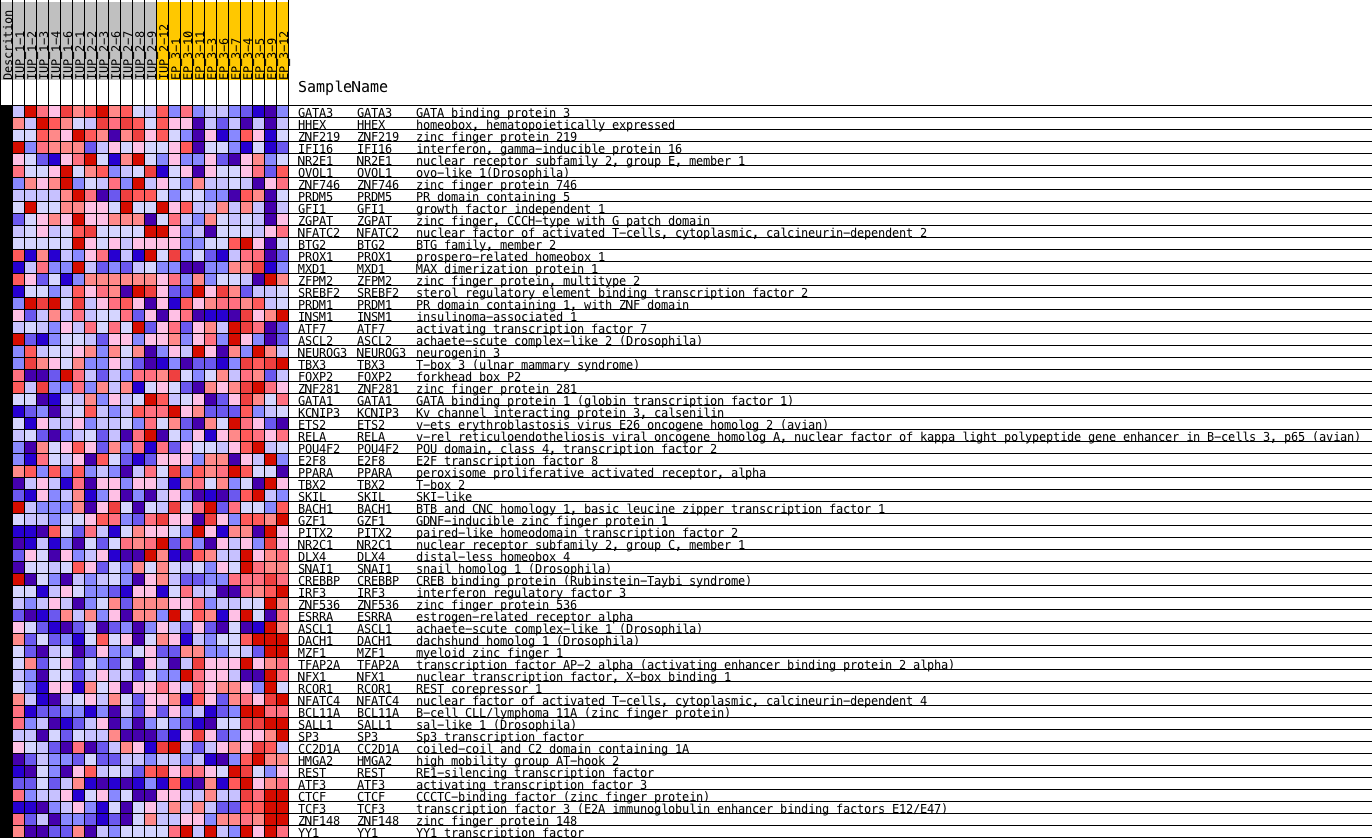 Descrition
IUP_1-1
IUP_1-2
IUP_1-3
IUP_1-4
IUP_1-6
IUP_2-1
IUP_2-2
IUP_2-3
IUP_2-6
IUP_2-7
IUP_2-8
IUP_2-9
IUP_2-12
EP_3-1
EP_3-10
EP_3-11
EP_3-3
EP_3-6
EP_3-7
EP_3-4
EP_3-5
EP_3-9
EP_3-12
SampleName
GATA3 GATA3 GATA binding protein 3
HHEX HHEX homeobox, hematopoietically expressed
ZNF219 ZNF219 zinc finger protein 219
IFI16 IFI16 interferon, gamma-inducible protein 16
NR2E1 NR2E1 nuclear receptor subfamily 2, group E, member 1
OVOL1 OVOL1 ovo-like 1(Drosophila)
ZNF746 ZNF746 zinc finger protein 746
PRDM5 PRDM5 PR domain containing 5
GFI1 GFI1 growth factor independent 1
ZGPAT ZGPAT zinc finger, CCCH-type with G patch domain
NFATC2 NFATC2 nuclear factor of activated T-cells, cytoplasmic, calcineurin-dependent 2
BTG2 BTG2 BTG family, member 2
PROX1 PROX1 prospero-related homeobox 1
MXD1 MXD1 MAX dimerization protein 1
ZFPM2 ZFPM2 zinc finger protein, multitype 2
SREBF2 SREBF2 sterol regulatory element binding transcription factor 2
PRDM1 PRDM1 PR domain containing 1, with ZNF domain
INSM1 INSM1 insulinoma-associated 1
ATF7 ATF7 activating transcription factor 7
ASCL2 ASCL2 achaete-scute complex-like 2 (Drosophila)
NEUROG3 NEUROG3 neurogenin 3
TBX3 TBX3 T-box 3 (ulnar mammary syndrome)
FOXP2 FOXP2 forkhead box P2
ZNF281 ZNF281 zinc finger protein 281
GATA1 GATA1 GATA binding protein 1 (globin transcription factor 1)
KCNIP3 KCNIP3 Kv channel interacting protein 3, calsenilin
ETS2 ETS2 v-ets erythroblastosis virus E26 oncogene homolog 2 (avian)
RELA RELA v-rel reticuloendotheliosis viral oncogene homolog A, nuclear factor of kappa light polypeptide gene enhancer in B-cells 3, p65 (avian)
POU4F2 POU4F2 POU domain, class 4, transcription factor 2
E2F8 E2F8 E2F transcription factor 8
PPARA PPARA peroxisome proliferative activated receptor, alpha
TBX2 TBX2 T-box 2
SKIL SKIL SKI-like
BACH1 BACH1 BTB and CNC homology 1, basic leucine zipper transcription factor 1
GZF1 GZF1 GDNF-inducible zinc finger protein 1
PITX2 PITX2 paired-like homeodomain transcription factor 2
NR2C1 NR2C1 nuclear receptor subfamily 2, group C, member 1
DLX4 DLX4 distal-less homeobox 4
SNAI1 SNAI1 snail homolog 1 (Drosophila)
CREBBP CREBBP CREB binding protein (Rubinstein-Taybi syndrome)
IRF3 IRF3 interferon regulatory factor 3
ZNF536 ZNF536 zinc finger protein 536
ESRRA ESRRA estrogen-related receptor alpha
ASCL1 ASCL1 achaete-scute complex-like 1 (Drosophila)
DACH1 DACH1 dachshund homolog 1 (Drosophila)
MZF1 MZF1 myeloid zinc finger 1
TFAP2A TFAP2A transcription factor AP-2 alpha (activating enhancer binding protein 2 alpha)
NFX1 NFX1 nuclear transcription factor, X-box binding 1
RCOR1 RCOR1 REST corepressor 1
NFATC4 NFATC4 nuclear factor of activated T-cells, cytoplasmic, calcineurin-dependent 4
BCL11A BCL11A B-cell CLL/lymphoma 11A (zinc finger protein)
SALL1 SALL1 sal-like 1 (Drosophila)
SP3 SP3 Sp3 transcription factor
CC2D1A CC2D1A coiled-coil and C2 domain containing 1A
HMGA2 HMGA2 high mobility group AT-hook 2
REST REST RE1-silencing transcription factor
ATF3 ATF3 activating transcription factor 3
CTCF CTCF CCCTC-binding factor (zinc finger protein)
TCF3 TCF3 transcription factor 3 (E2A immunoglobulin enhancer binding factors E12/E47)
ZNF148 ZNF148 zinc finger protein 148
YY1 YY1 YY1 transcription factor